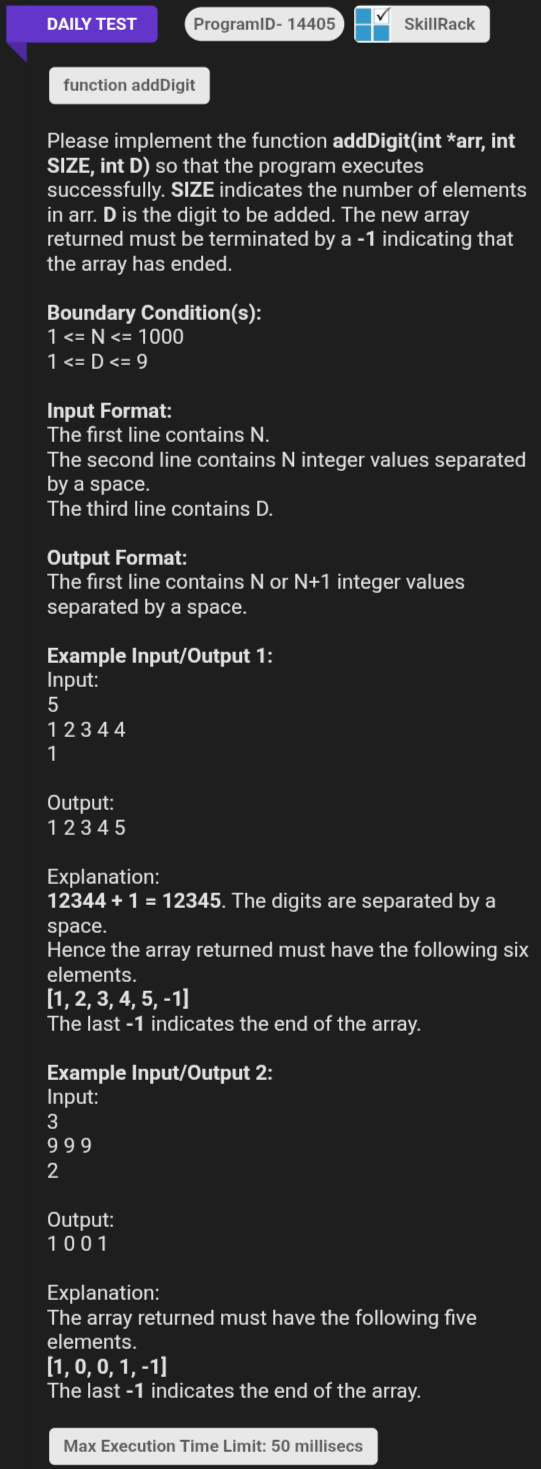 DAILY TEST
ProgramID- 14405
SkillRack
function addDigit
Please implement the function addDigit(int *arr, int
SIZE, int D) so that the program executes
successfully. SIZE indicates the number of elements
in arr. D is the digit to be added. The new array
returned must be terminated by a -1 indicating that
the array has ended.
Boundary Condition(s):
1 <= N <= 1000
1 <= D <= 9
Input Format:
The first line contains N.
The second line contains N integer values separated
by a space.
The third line contains D.
Output Format:
The first line contains N or N+1 integer values
separated by a space.
Example Input/Output 1:
Input:
5
1 2 3 4 4
1
Output:
1 2 3 4 5
Explanation:
12344 + 1 = 12345. The digits are separated by a
space.
Hence the array returned must have the following six
elements.
[1, 2, 3, 4, 5, -1]
The last -1 indicates the end of the array.
Example Input/Output 2:
Input:
3
9 9 9
2
Output:
1 0 0 1
Explanation:
The array returned must have the following five
elements.
[1, 0, 0, 1, -1]
The last -1 indicates the end of the array.
Max Execution Time Limit: 50 millisecs